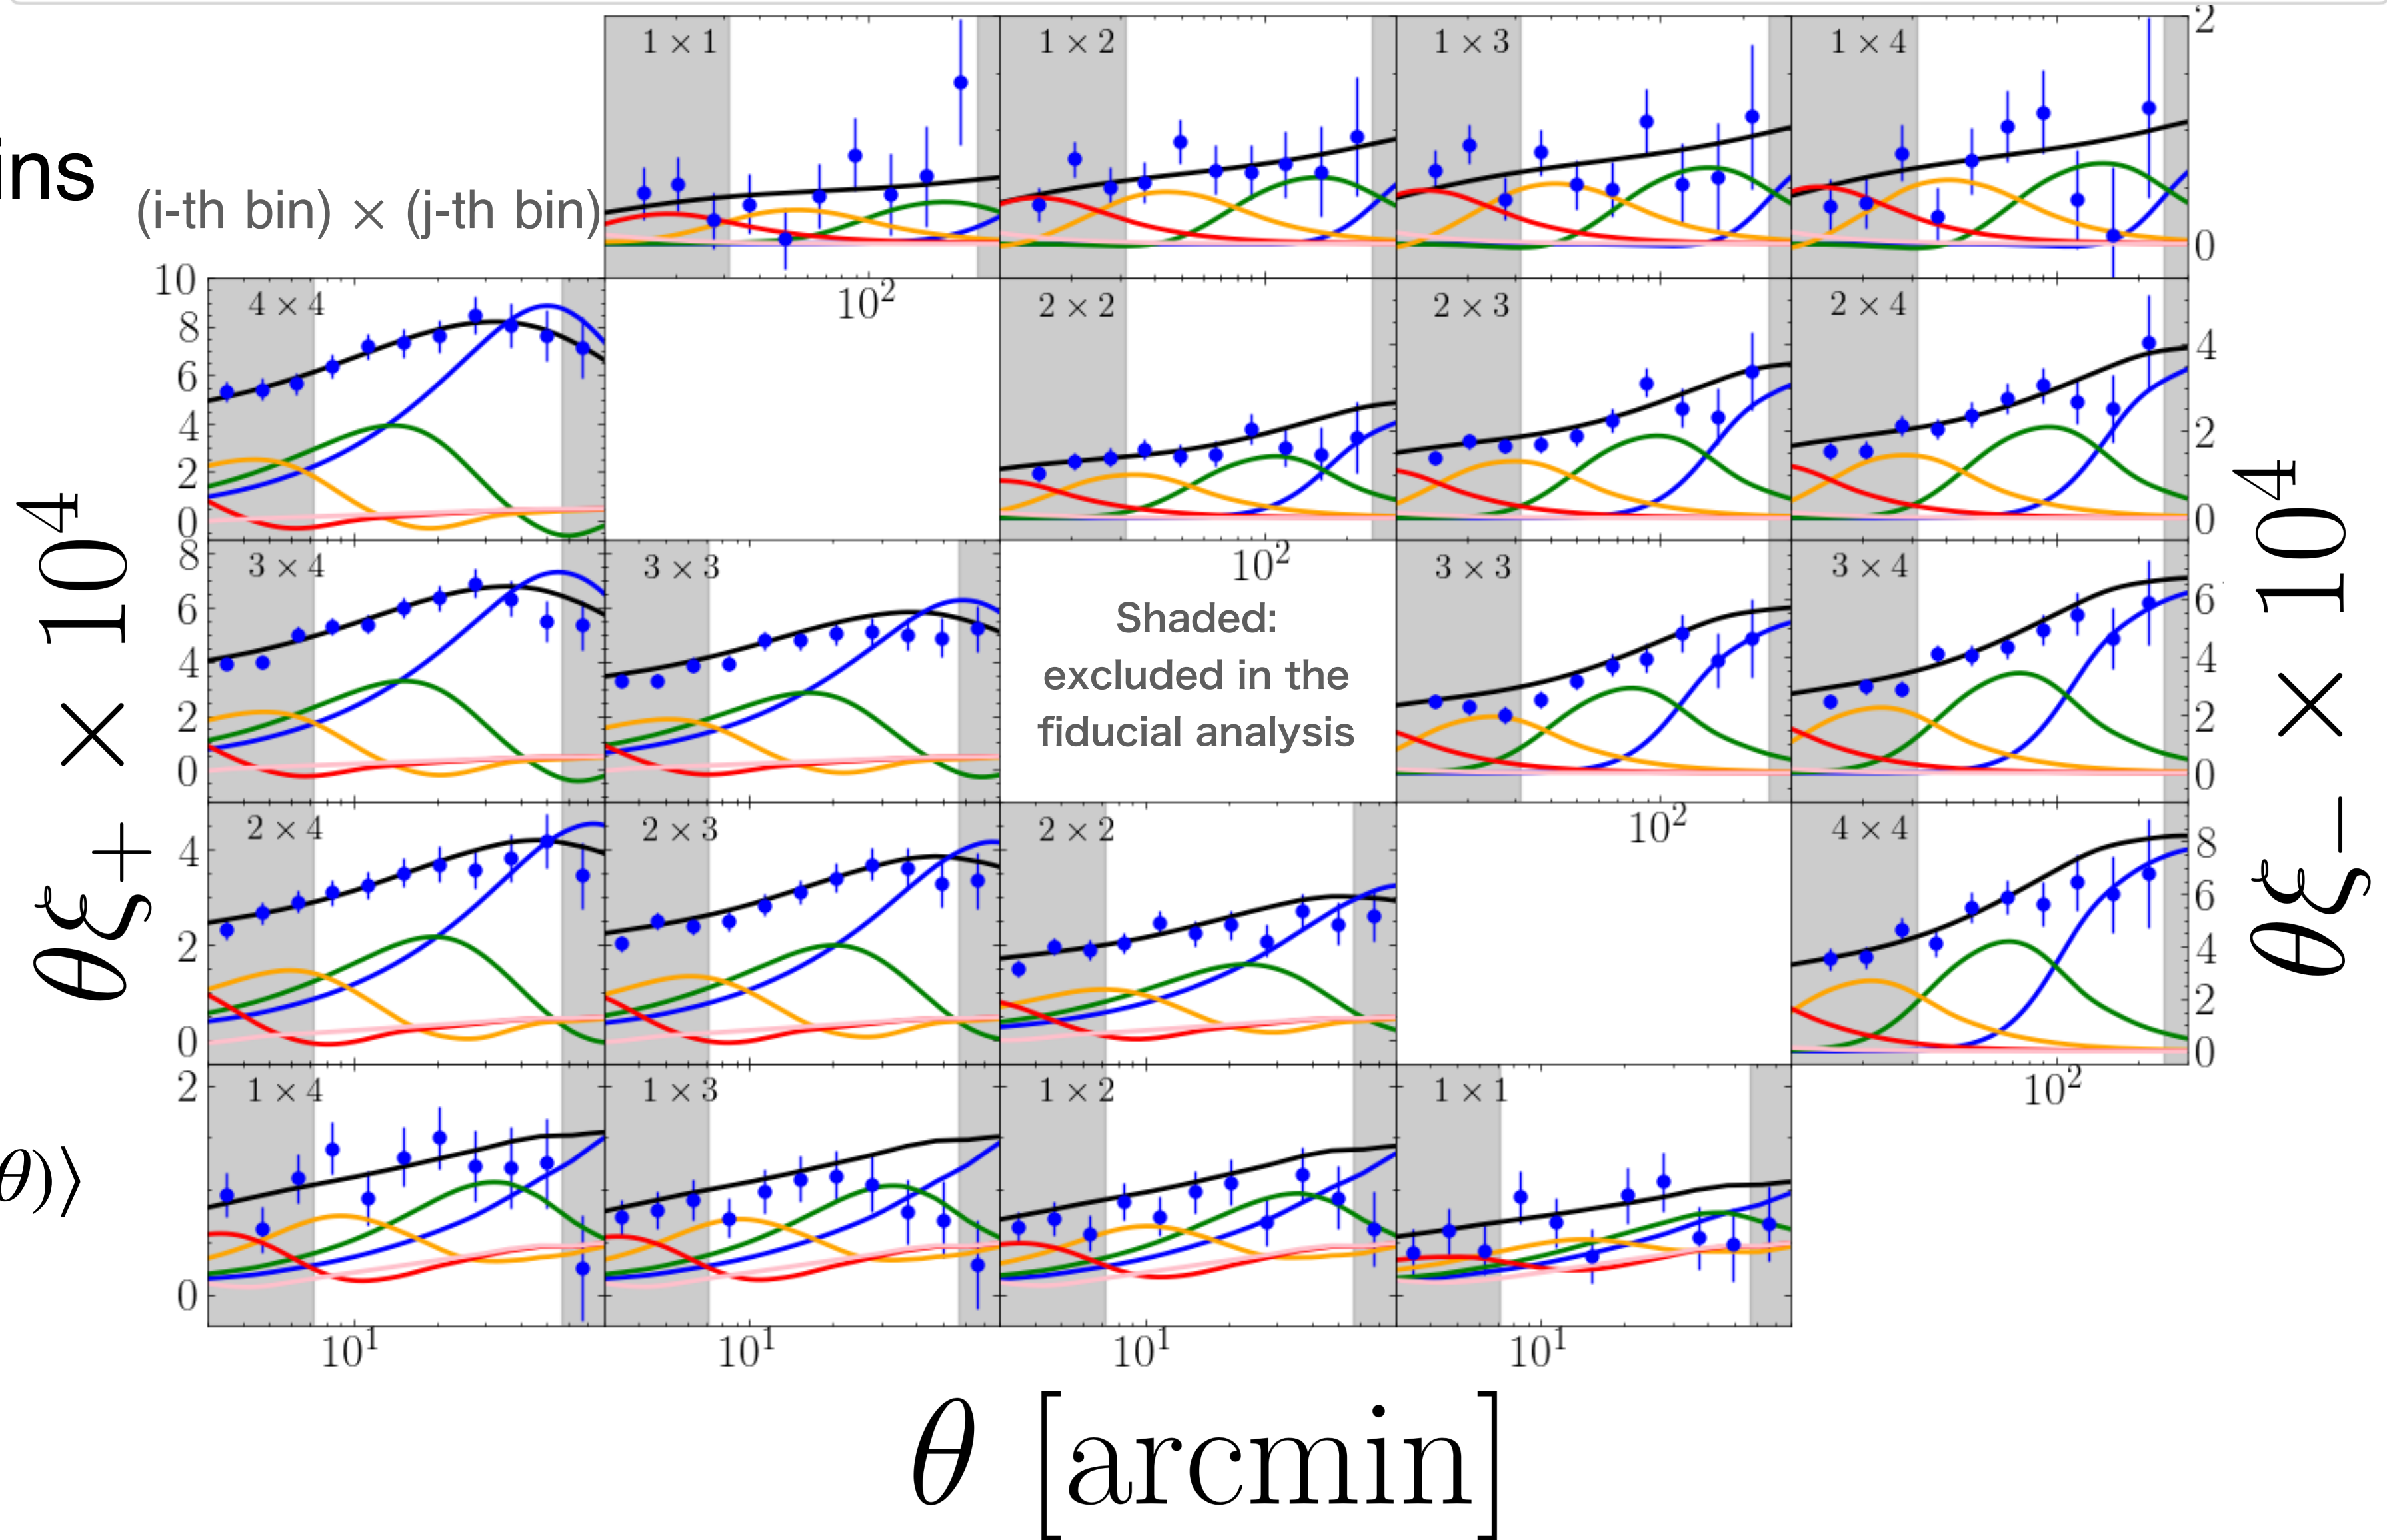 ins
(i-th bin) × (j-th bin)
1 × 1
1 × 2
1 × 3
1 × 4
2
0
10²
10
8
6
4
2
0
4 × 4
2 × 2
2 × 3
2 × 4
4
2
0
10²
8
6
4
2
0
3 × 4
3 × 3
Shaded:
excluded in the
fiducial analysis
3 × 3
3 × 4
6
4
2
0
10²
4
2
0
2 × 4
2 × 3
2 × 2
4 × 4
8
6
4
2
0
10²
θ)⟩
2
0
1 × 4
1 × 3
1 × 2
1 × 1
10¹
10¹
10¹
10¹
θξ₊ × 10⁴
θξ₋ × 10⁴
θ [arcmin]